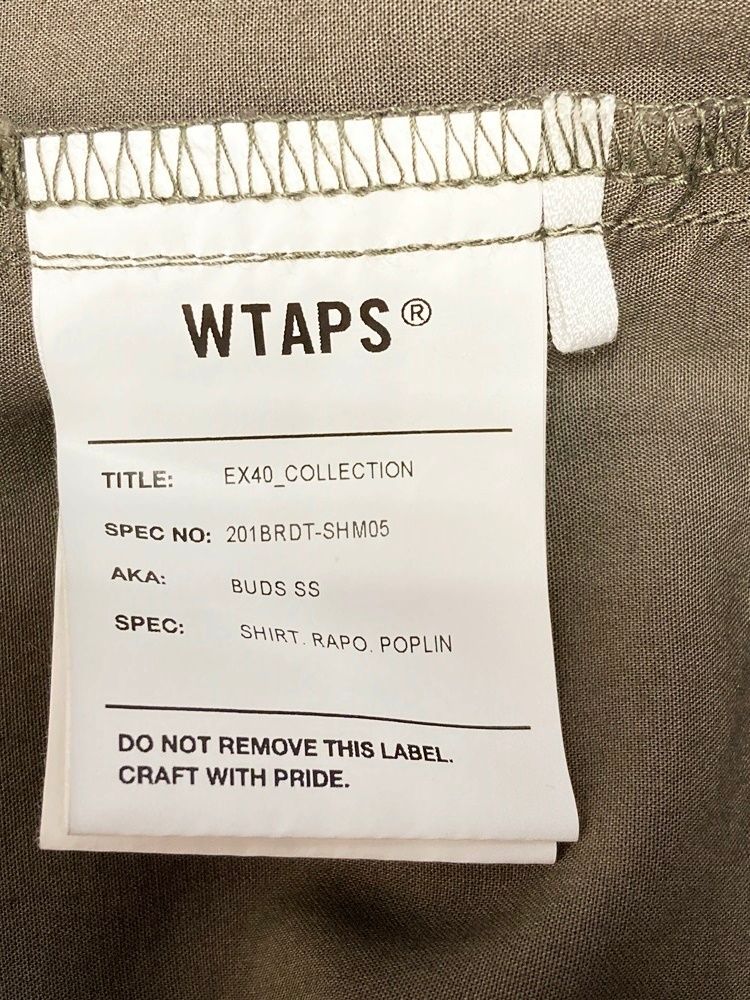 WTAPS®
TITLE: EX40_COLLECTION
SPEC NO: 201BRDT-SHM05
AKA: BUDS SS
SPEC: SHIRT. RAPO. POPLIN
DO NOT REMOVE THIS LABEL.
CRAFT WITH PRIDE.